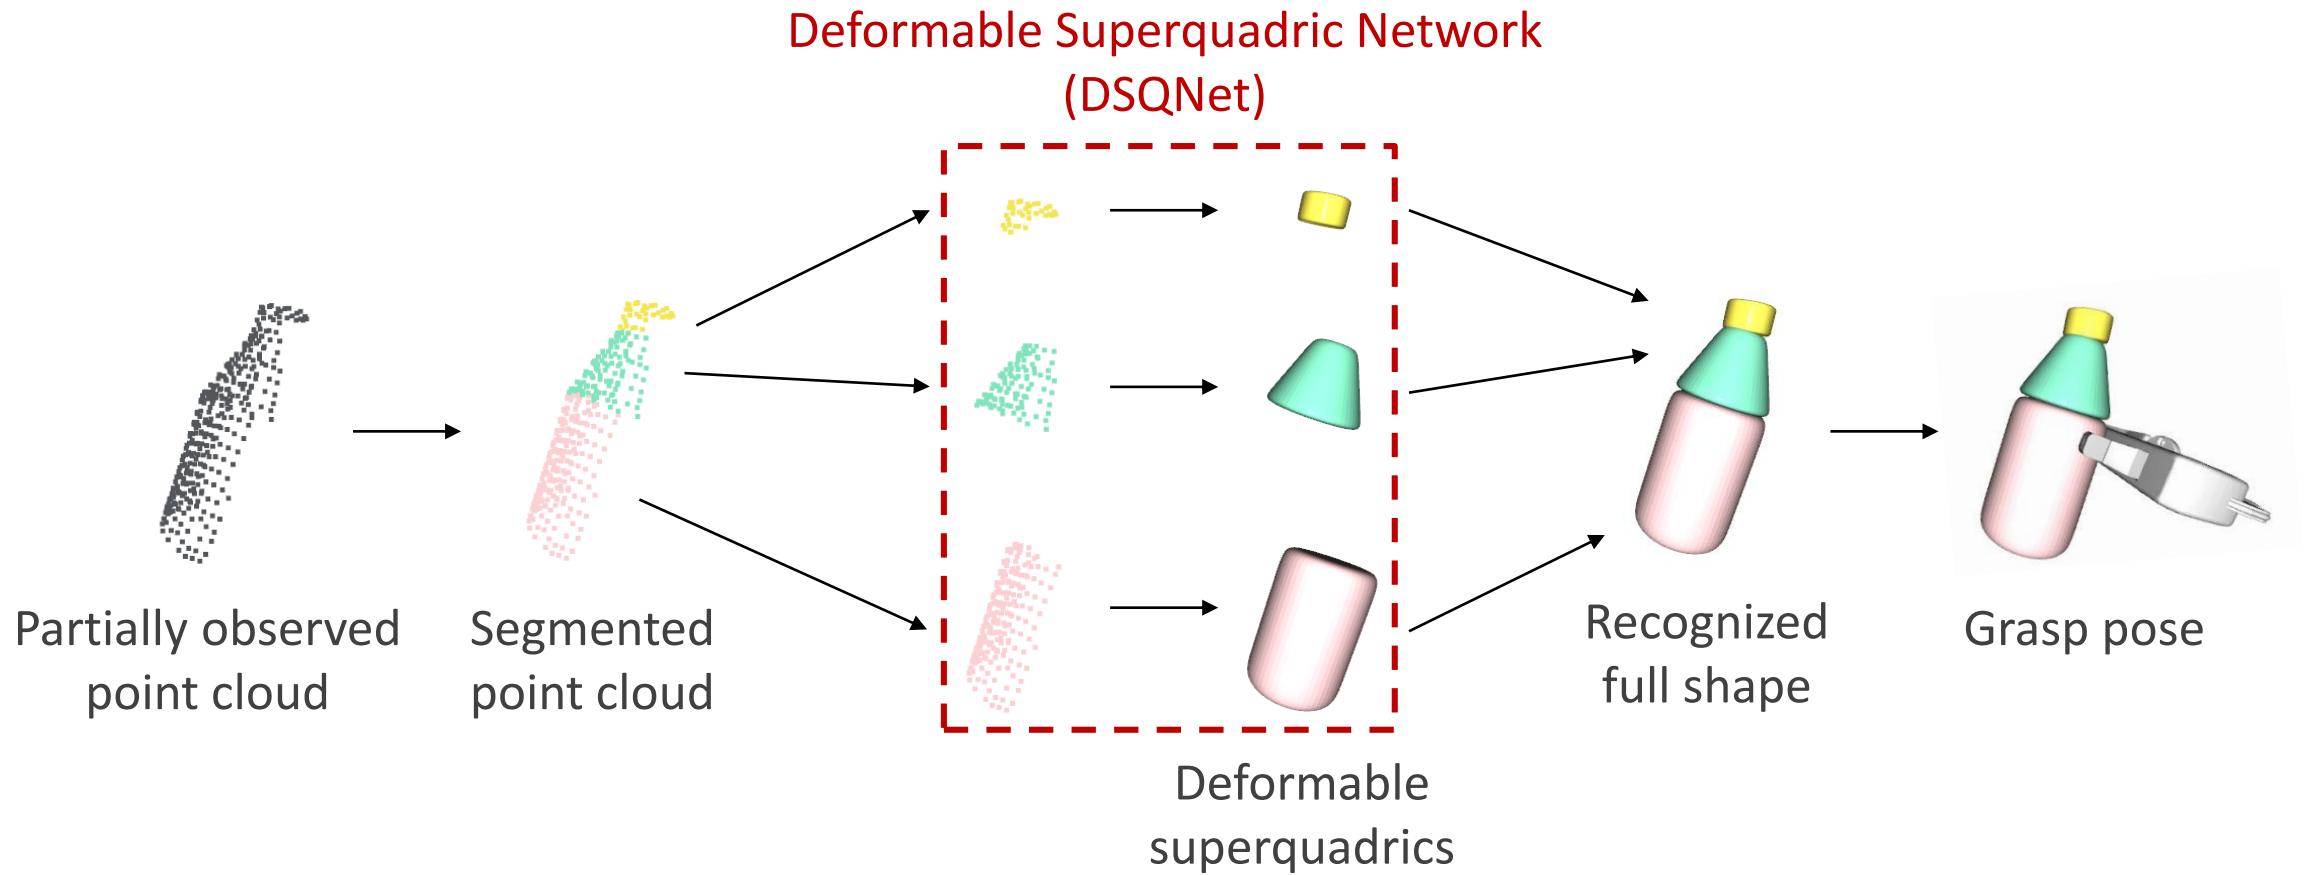 Deformable Superquadric Network
(DSQNet)
Partially observed
point cloud
Segmented
point cloud
Deformable
superquadrics
Recognized
full shape
Grasp pose